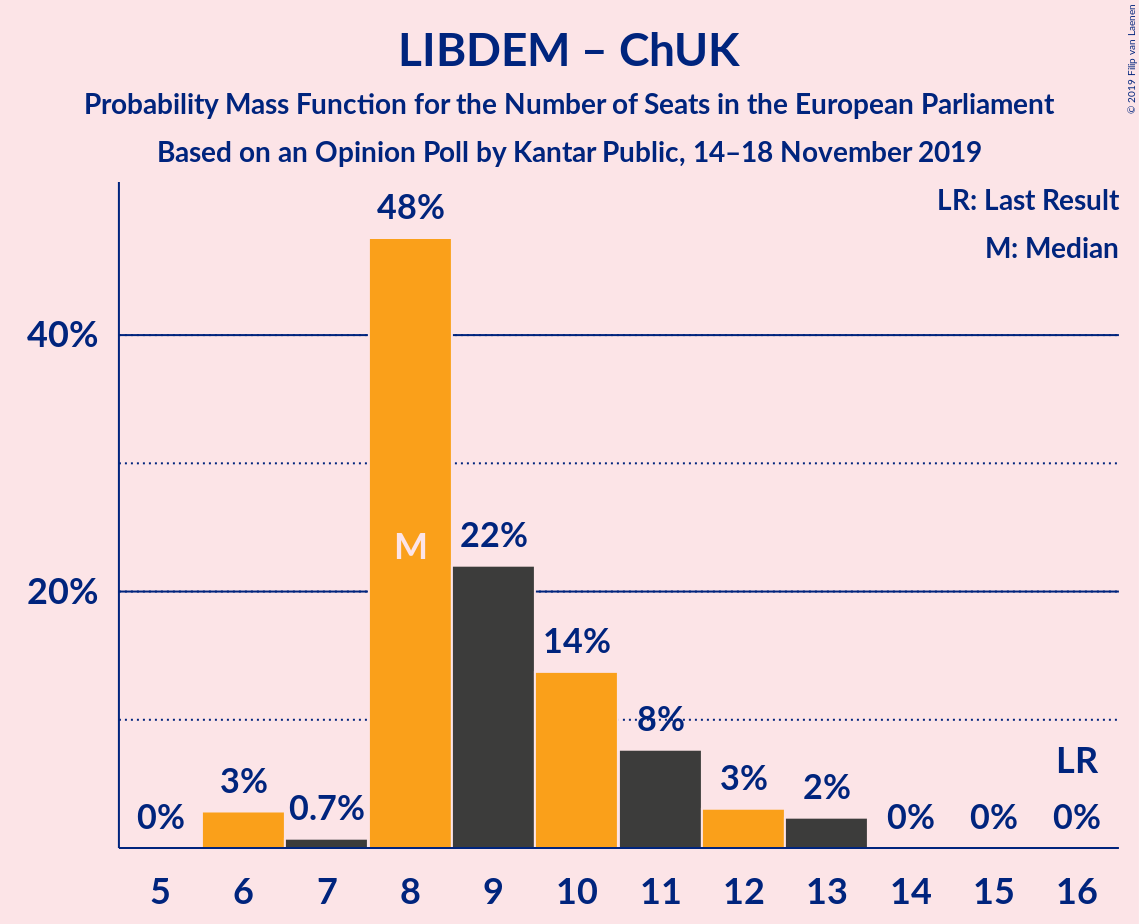 LIBDEM – ChUK
Probability Mass Function for the Number of Seats in the European Parliament
Based on an Opinion Poll by Kantar Public, 14–18 November 2019
© 2019 Filip van Laenen
LR: Last Result
M: Median
40%
20%
0%
3%
0.7%
48%
M
22%
14%
8%
3%
2%
0%
0%
LR
0%
5 6 7 8 9 10 11 12 13 14 15 16